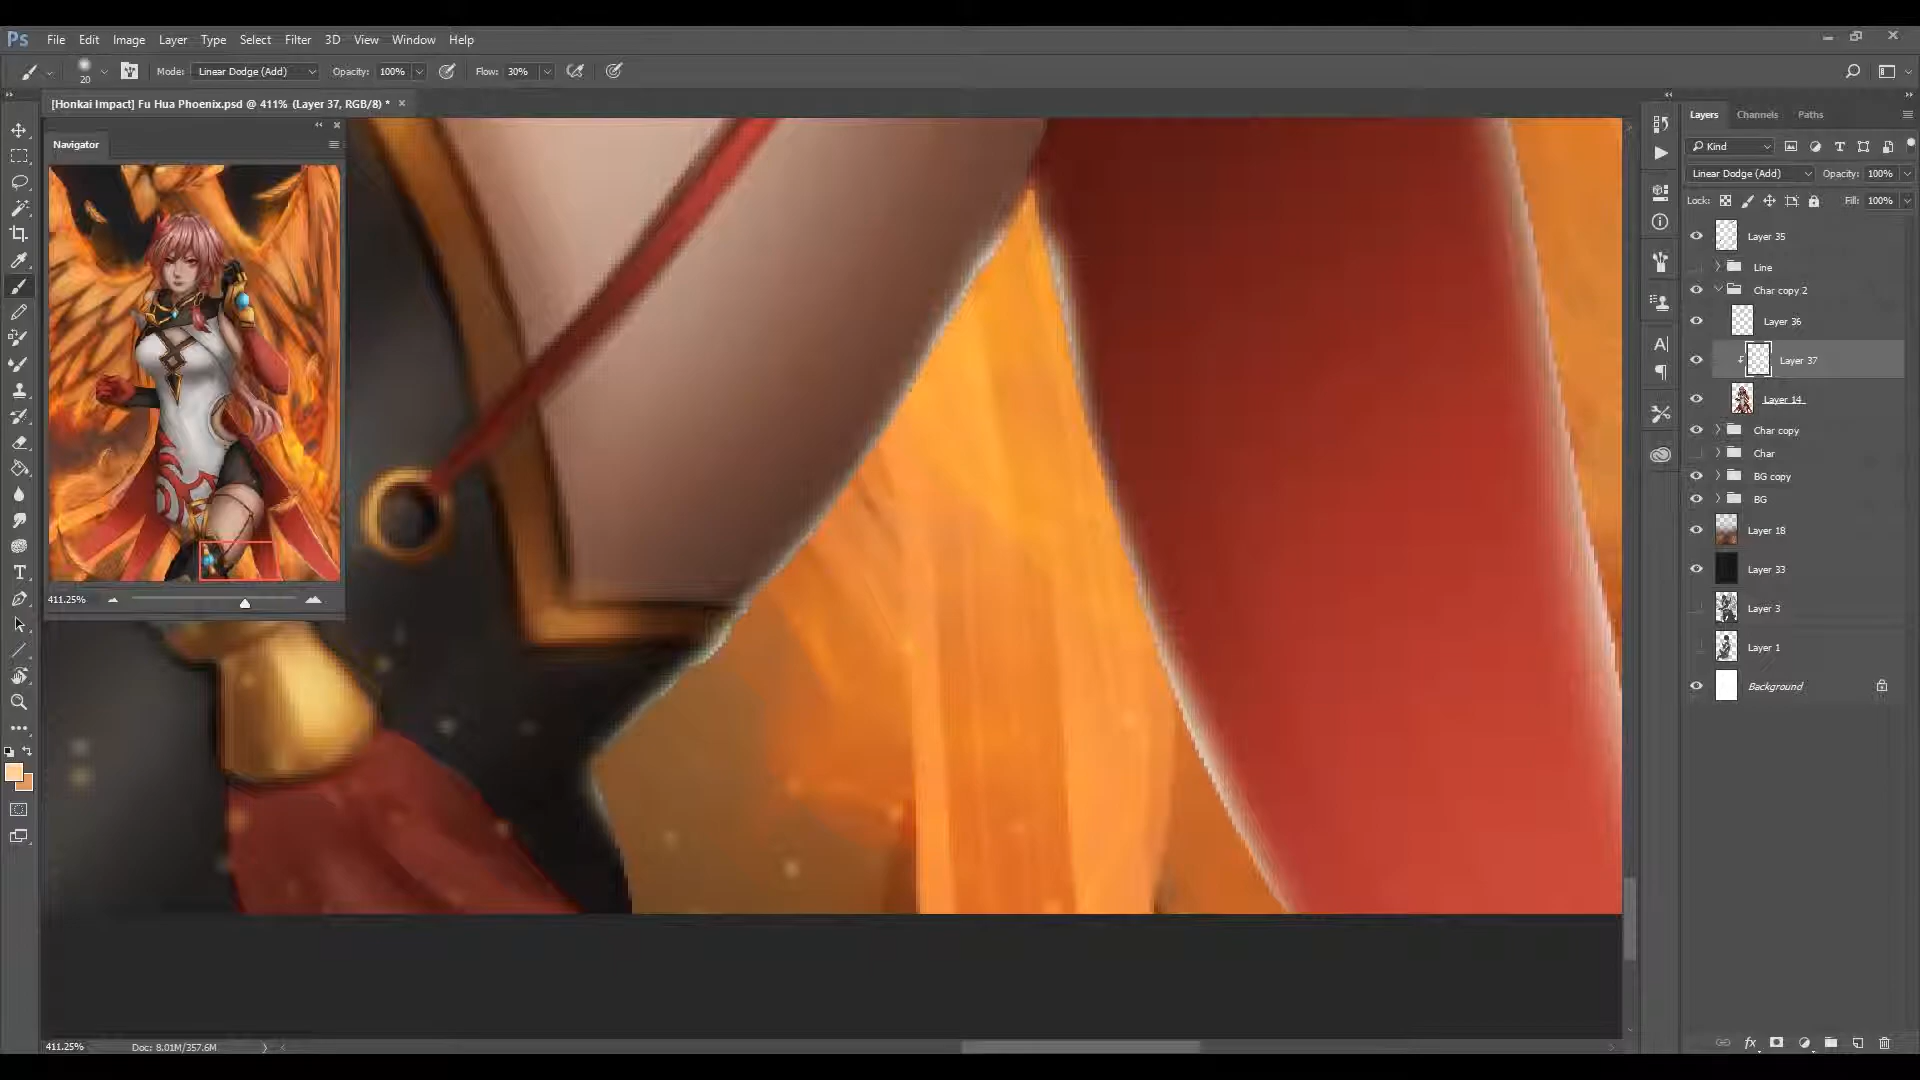 Ps File Edit Image Layer Type Select Filter 3D View Window Help
20 Mode: Linear Dodge (Add) Opacity: 100% Flow: 30%
[Honkai Impact] Fu Hua Phoenix.psd @ 411% (Layer 37, RGB/8) * ×
Navigator
411.25%
Layers Channels Paths
Kind
Linear Dodge (Add) Opacity: 100%
Lock: Fill: 100%
Layer 35
Line
Char copy 2
Layer 36
Layer 37
Layer 14
Char copy
Char
BG copy
BG
Layer 18
Layer 33
Layer 3
Layer 1
Background
fx
411.25% Doc: 8.01M/357.6M